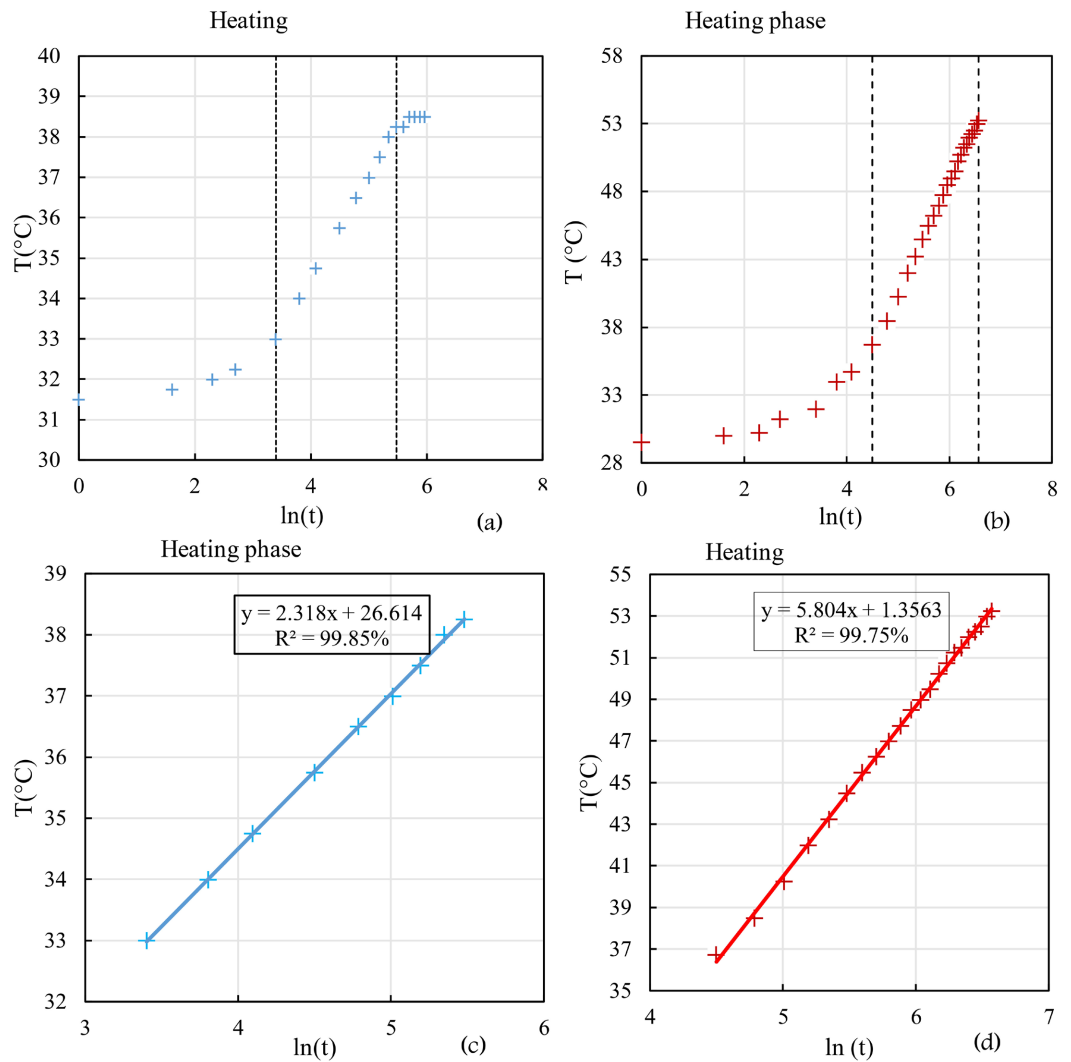 Heating
40
39
38
37
36
35
34
33
32
31
30
T(°C)
0
2
4
6
8
ln(t)
(a)
Heating phase
58
53
48
43
38
33
28
T (°C)
0
2
4
6
8
ln(t)
(b)
Heating phase
39
38
37
36
35
34
33
32
T(°C)
y = 2.318x + 26.614
R² = 99.85%
3
4
5
6
ln(t)
(c)
Heating
55
53
51
49
47
45
43
41
39
37
35
T(°C)
y = 5.804x + 1.3563
R² = 99.75%
4
5
6
7
ln (t)
(d)